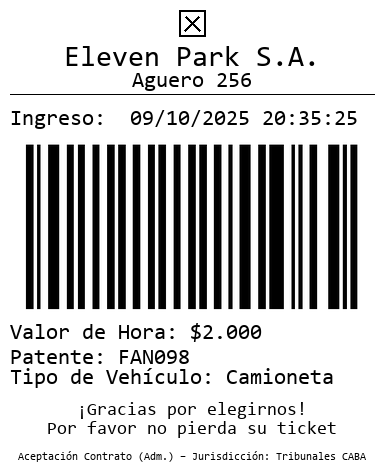 Eleven Park S.A.
Aguero 256
Ingreso: 09/10/2025 20:35:25
Valor de Hora: $2.000
Patente: FAN098
Tipo de Vehículo: Camioneta
¡Gracias por elegirnos!
Por favor no pierda su ticket
Aceptación Contrato (Adm.) – Jurisdicción: Tribunales CABA